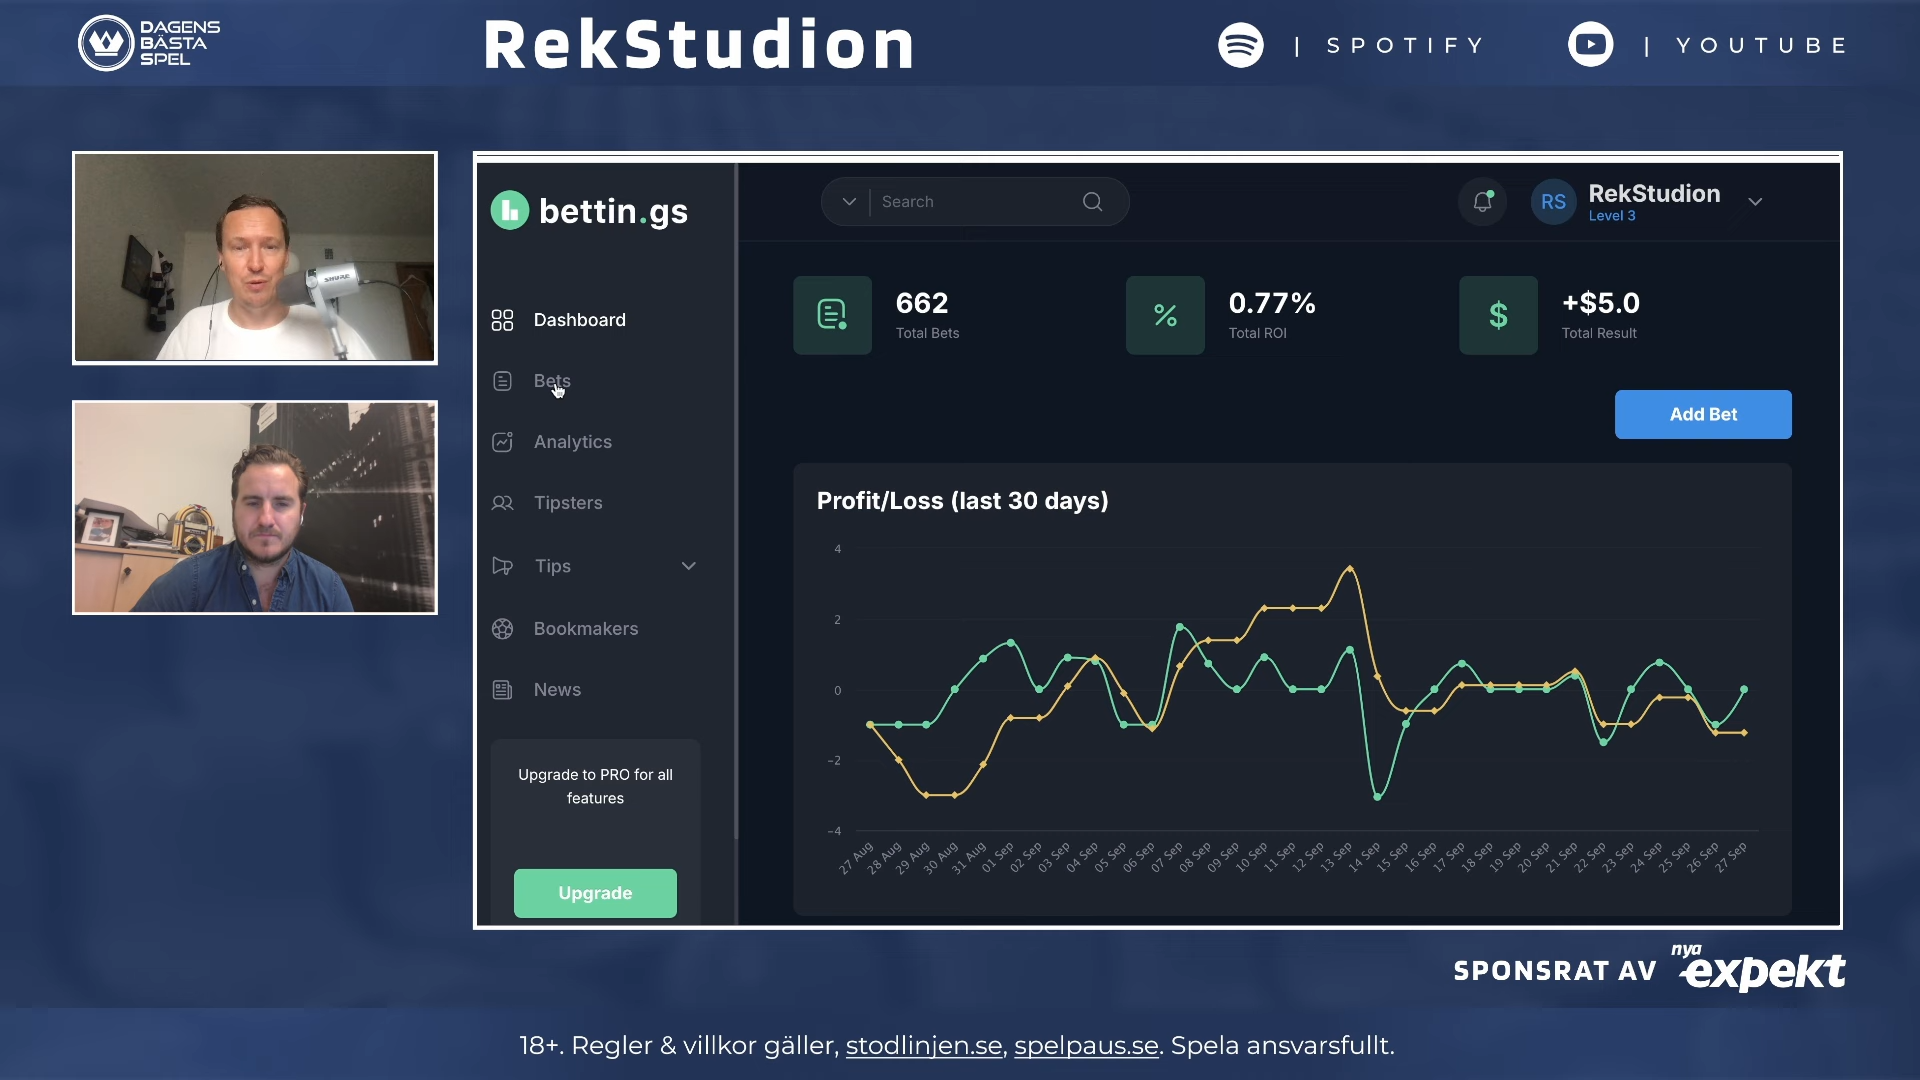 DAGENS
BÄSTA
SPEL
RekStudion
| SPOTIFY
| YOUTUBE
SHURE
bettin.gs
Search
RS
RekStudion
Level 3
Dashboard
Bets
Analytics
Tipsters
Tips
Bookmakers
News
Upgrade to PRO for all
features
Upgrade
662
Total Bets
%
0.77%
Total ROI
$
+$5.0
Total Result
Add Bet
Profit/Loss (last 30 days)
4
2
0
−2
−4
27 Aug
28 Aug
29 Aug
30 Aug
31 Aug
01 Sep
02 Sep
03 Sep
04 Sep
05 Sep
06 Sep
07 Sep
08 Sep
09 Sep
10 Sep
11 Sep
12 Sep
13 Sep
14 Sep
15 Sep
16 Sep
17 Sep
18 Sep
19 Sep
20 Sep
21 Sep
22 Sep
23 Sep
24 Sep
25 Sep
26 Sep
27 Sep
SPONSRAT AV nya expekt
18+. Regler & villkor gäller, stodlinjen.se, spelpaus.se. Spela ansvarsfullt.